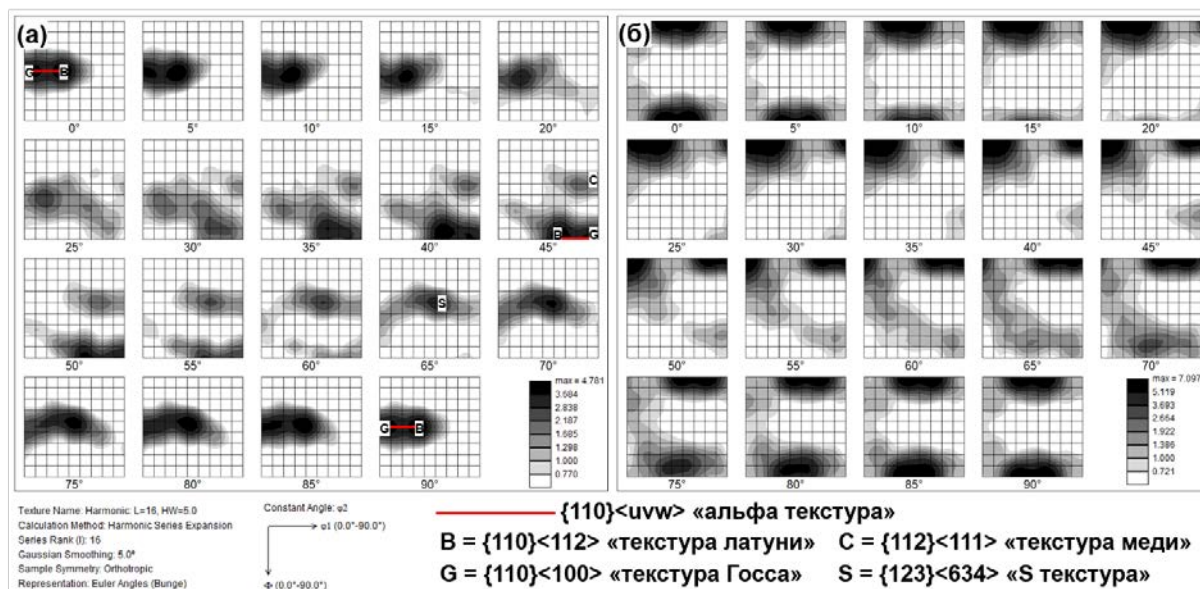 (а)
G B
0° 5° 10° 15° 20°
C
B G
25° 30° 35° 40° 45°
S
50° 55° 60° 65° 70°
max = 4.781
3.684
2.838
2.187
1.685
1.298
1.000
0.770
G B
75° 80° 85° 90°
(б)
0° 5° 10° 15° 20°
25° 30° 35° 40° 45°
50° 55° 60° 65° 70°
max = 7.097
5.119
3.693
2.664
1.922
1.386
1.000
0.721
75° 80° 85° 90°
Texture Name: Harmonic: L=16, HW=5.0
Calculation Method: Harmonic Series Expansion
Series Rank (l): 16
Gaussian Smoothing: 5.0°
Sample Symmetry: Orthotropic
Representation: Euler Angles (Bunge)
Constant Angle: φ2
φ1 (0.0°-90.0°)
Φ (0.0°-90.0°)
{110}<uvw> «альфа текстура»
B = {110}<112> «текстура латуни» C = {112}<111> «текстура меди»
G = {110}<100> «текстура Госса» S = {123}<634> «S текстура»